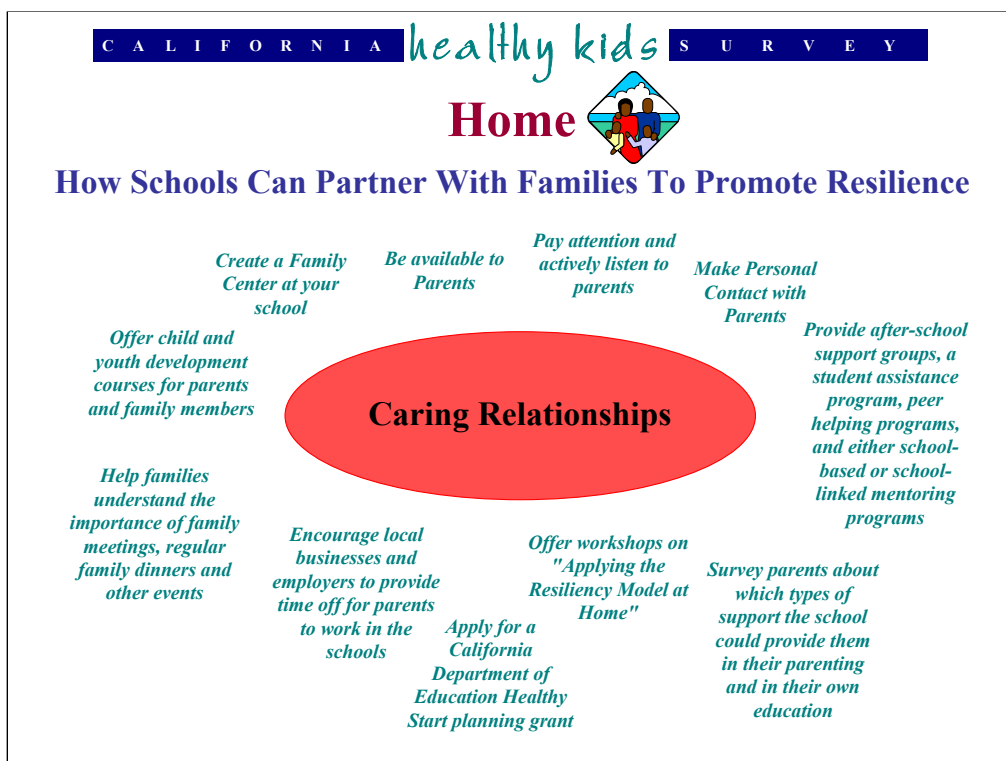 CALIFORNIA healthy kids SURVEY
Home
How Schools Can Partner With Families To Promote Resilience
Create a Family
Center at your
school
Be available to
Parents
Pay attention and
actively listen to
parents
Make Personal
Contact with
Parents
Offer child and
youth development
courses for parents
and family members
Provide after-school
support groups, a
student assistance
program, peer
helping programs,
and either school-
based or school-
linked mentoring
programs
Caring Relationships
Help families
understand the
importance of family
meetings, regular
family dinners and
other events
Encourage local
businesses and
employers to provide
time off for parents
to work in the
schools
Apply for a
California
Department of
Education Healthy
Start planning grant
Offer workshops on
"Applying the
Resiliency Model at
Home"
Survey parents about
which types of
support the school
could provide them
in their parenting
and in their own
education